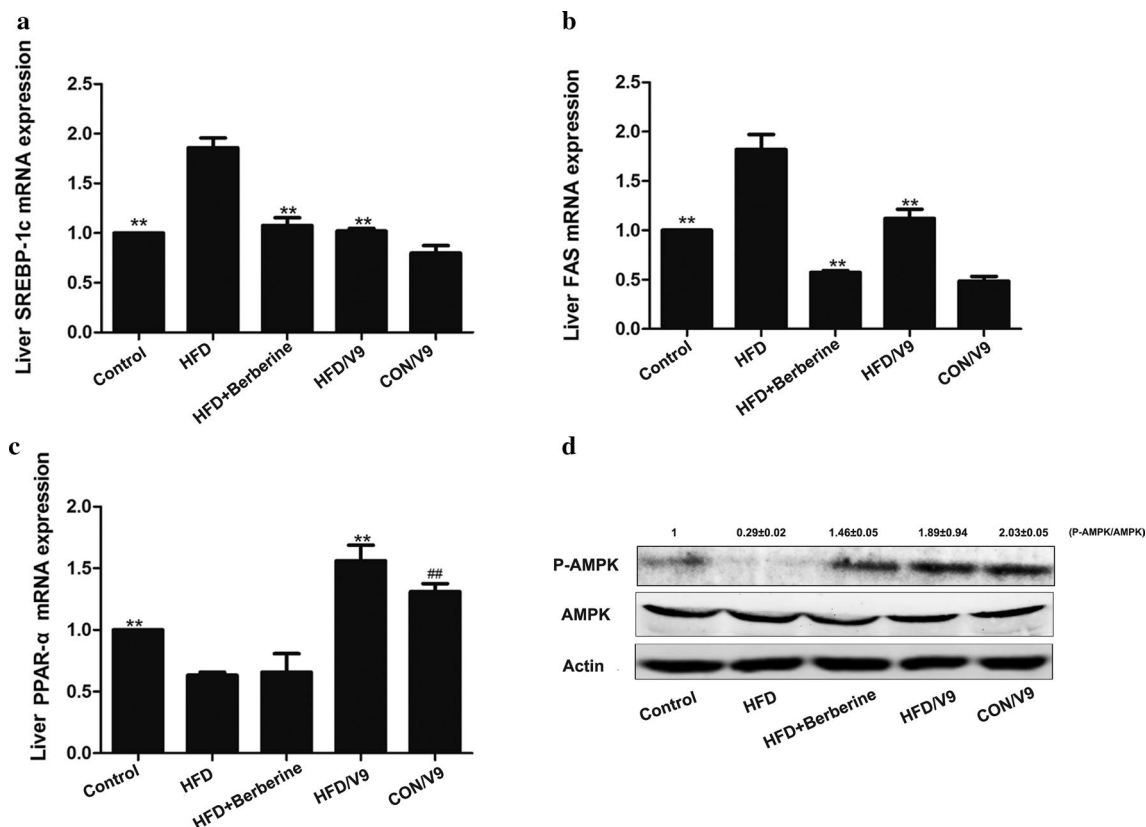 a
Liver SREBP-1c mRNA expression
2.5
2.0
1.5
1.0
0.5
0.0
**
**
**
Control
HFD
HFD+Berberine
HFD/V9
CON/V9
b
Liver FAS mRNA expression
2.5
2.0
1.5
1.0
0.5
0.0
**
**
**
Control
HFD
HFD+Berberine
HFD/V9
CON/V9
c
Liver PPAR-α mRNA expression
2.0
1.5
1.0
0.5
0.0
**
**
##
Control
HFD
HFD+Berberine
HFD/V9
CON/V9
d
1 0.29±0.02 1.46±0.05 1.89±0.94 2.03±0.05 (P-AMPK/AMPK)
P-AMPK
AMPK
Actin
Control
HFD
HFD+Berberine
HFD/V9
CON/V9